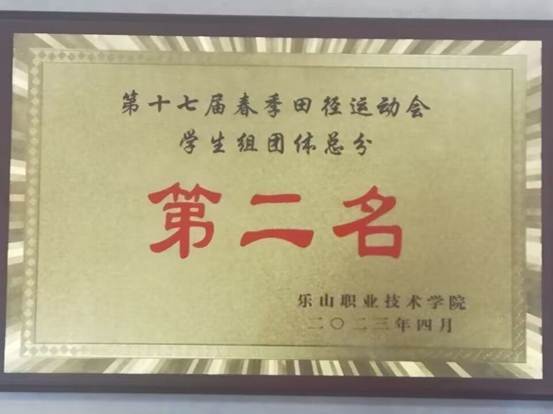 第十七届春季田径运动会
学生组团体总分
第二名
乐山职业技术学院
二〇二三年四月